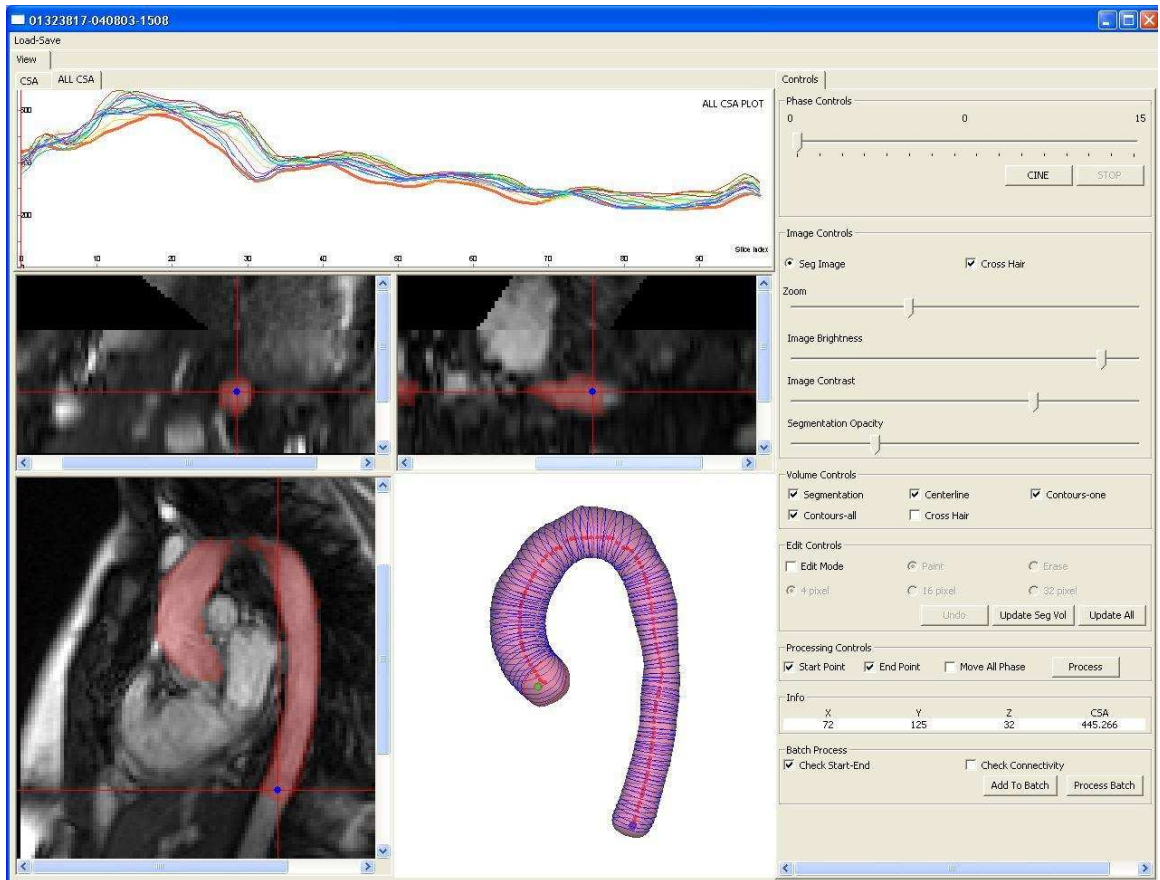 01323817-040803-1508
Load-Save
View
CSA ALL CSA
ALL CSA PLOT
200
Slice Index
0 10 20 30 40 50 60 70 80 90
Controls
Phase Controls
0 0 15
CINE STOP
Image Controls
Seg Image Cross Hair
Zoom
Image Brightness
Image Contrast
Segmentation Opacity
Volume Controls
Segmentation Centerline Contours-one
Contours-all Cross Hair
Edit Controls
Edit Mode Paint Erase
4 pixel 16 pixel 32 pixel
Undo Update Seg Vol Update All
Processing Controls
Start Point End Point Move All Phase Process
Info
X Y Z CSA
72 125 32 445.266
Batch Process
Check Start-End Check Connectivity
Add To Batch Process Batch